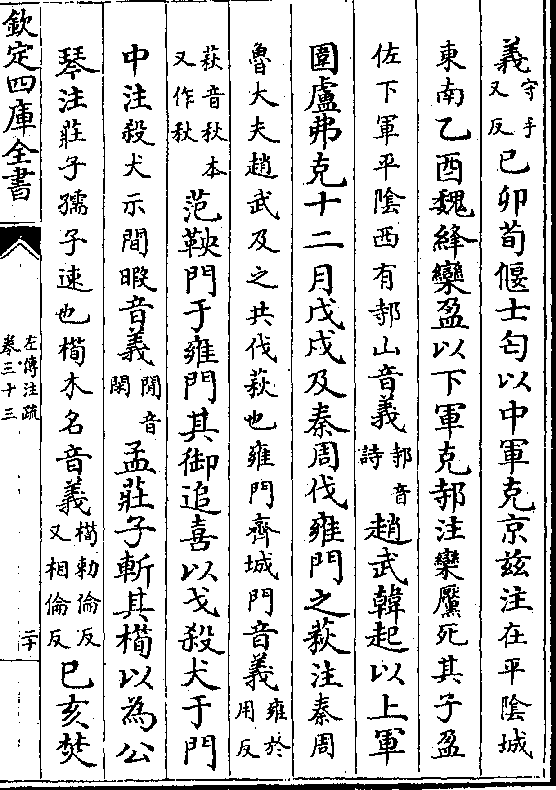 義守手又反己卯荀偃士匄以中軍克京兹注在平陰城
東南乙酉魏絳欒盈以下軍克邿注欒黶死其子盈
佐下軍平陰西有邿山音義邿音詩趙武韓起以上軍
圍盧弗克十二月戊戌及秦周伐雍門之萩注秦周
魯大夫趙武及之共伐萩也雍門齊城門音義雍於用反
萩音秋本又作秋范鞅門于雍門其御追喜以戈殺犬于門
中注殺犬示間暇音義閒音閑孟莊子斬其橁以為公
琴注莊子孺子速也橁木名音義橁勅倫反又相倫反己亥焚
欽定四庫全書
左傳注疏
卷三十三
二十